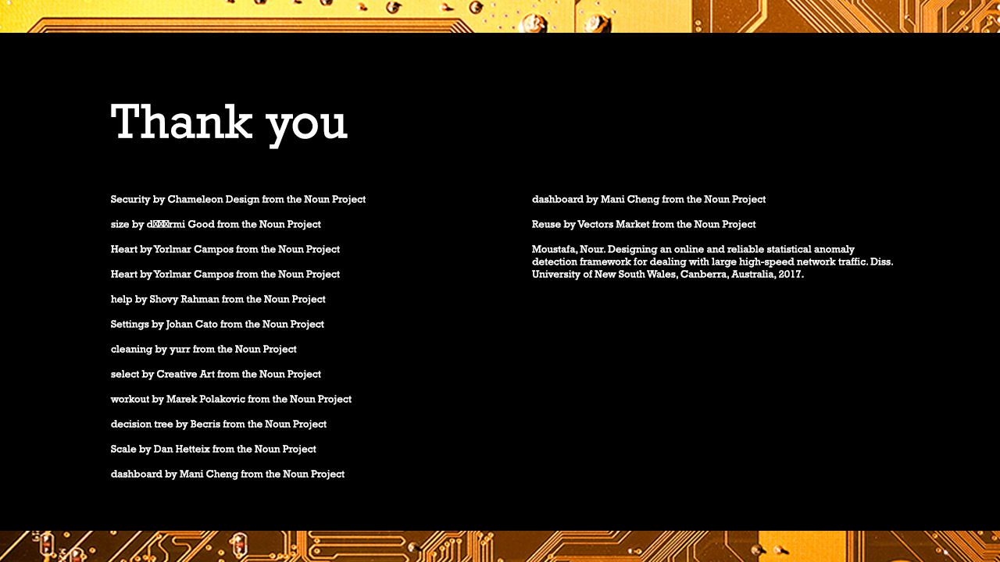 Thank you
Security by Chameleon Design from the Noun Project
size by Good from the Noun Project
Heart by Yorlmar Campos from the Noun Project
Heart by Yorlmar Campos from the Noun Project
help by Shovy Rahman from the Noun Project
Settings by Johan Cato from the Noun Project
cleaning by yurr from the Noun Project
select by Creative Art from the Noun Project
workout by Marek Polakovic from the Noun Project
decision tree by Becris from the Noun Project
Scale by Dan Hetteix from the Noun Project
dashboard by Mani Cheng from the Noun Project
dashboard by Mani Cheng from the Noun Project
Reuse by Vectors Market from the Noun Project
Moustafa, Nour. Designing an online and reliable statistical anomaly
detection framework for dealing with large high-speed network traffic. Diss.
University of New South Wales, Canberra, Australia, 2017.